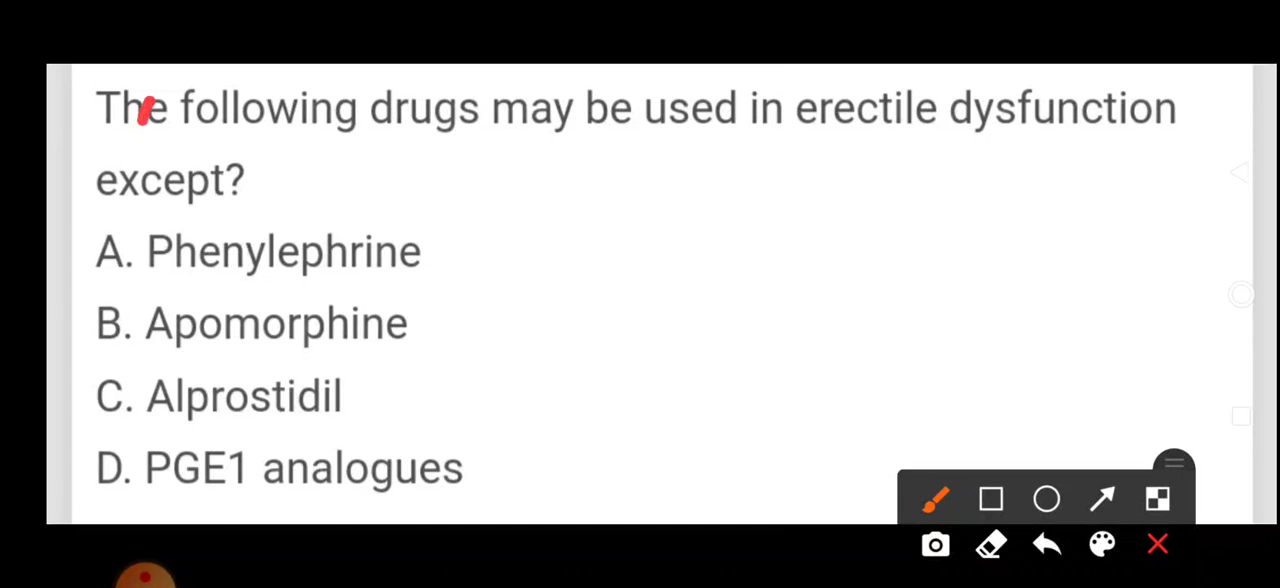 The following drugs may be used in erectile dysfunction
except?
A. Phenylephrine
B. Apomorphine
C. Alprostidil
D. PGE1 analogues